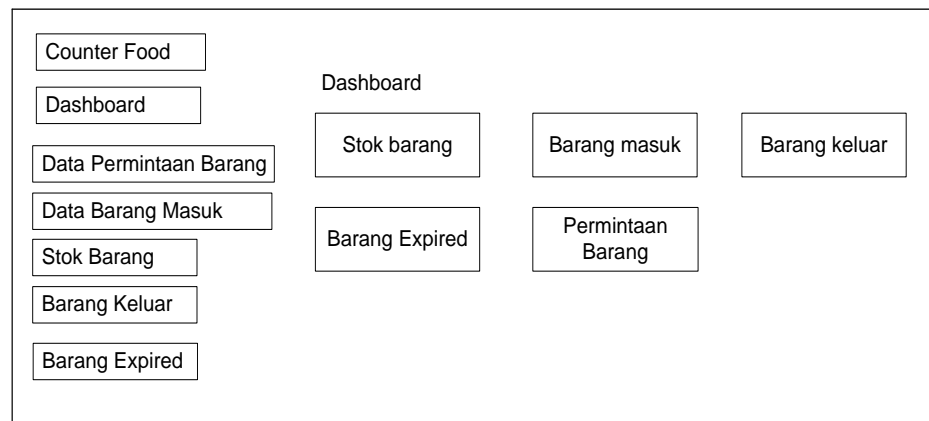 Counter Food
Dashboard
Data Permintaan Barang
Data Barang Masuk
Stok Barang
Barang Keluar
Barang Expired
Dashboard
Stok barang
Barang masuk
Barang keluar
Barang Expired
Permintaan
Barang